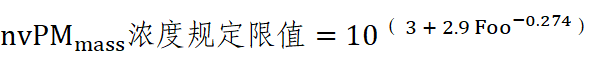 nvPMmass浓度规定限值 = 10^( 3 + 2.9 Foo^−0.274 )